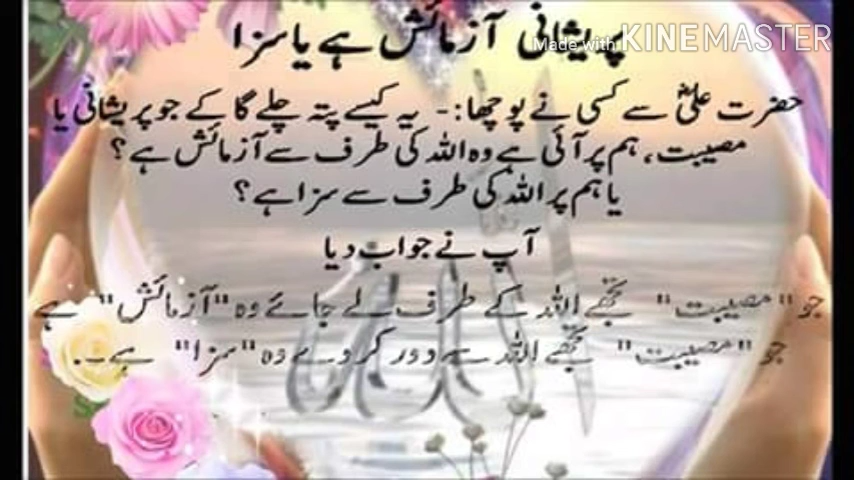 پریشانی آزمائش ہے یا سزا
Made with KINEMASTER
حضرت علیؓ سے کسی نے پوچھا:- یہ کیسے پتہ چلے گا کے جو پریشانی یا
مصیبت، ہم پر آئی ہے وہ اللہ کی طرف سے آزمائش ہے؟
یا ہم پر اللہ کی طرف سے سزا ہے؟
آپ نے جواب دیا
جو "مصیبت" تجھے اللہ کے طرف لے جائے وہ "آزمائش" ہے
جو "مصیبت" تجھے اللہ سے دور کر دے وہ "سزا" ہے۔.
الله